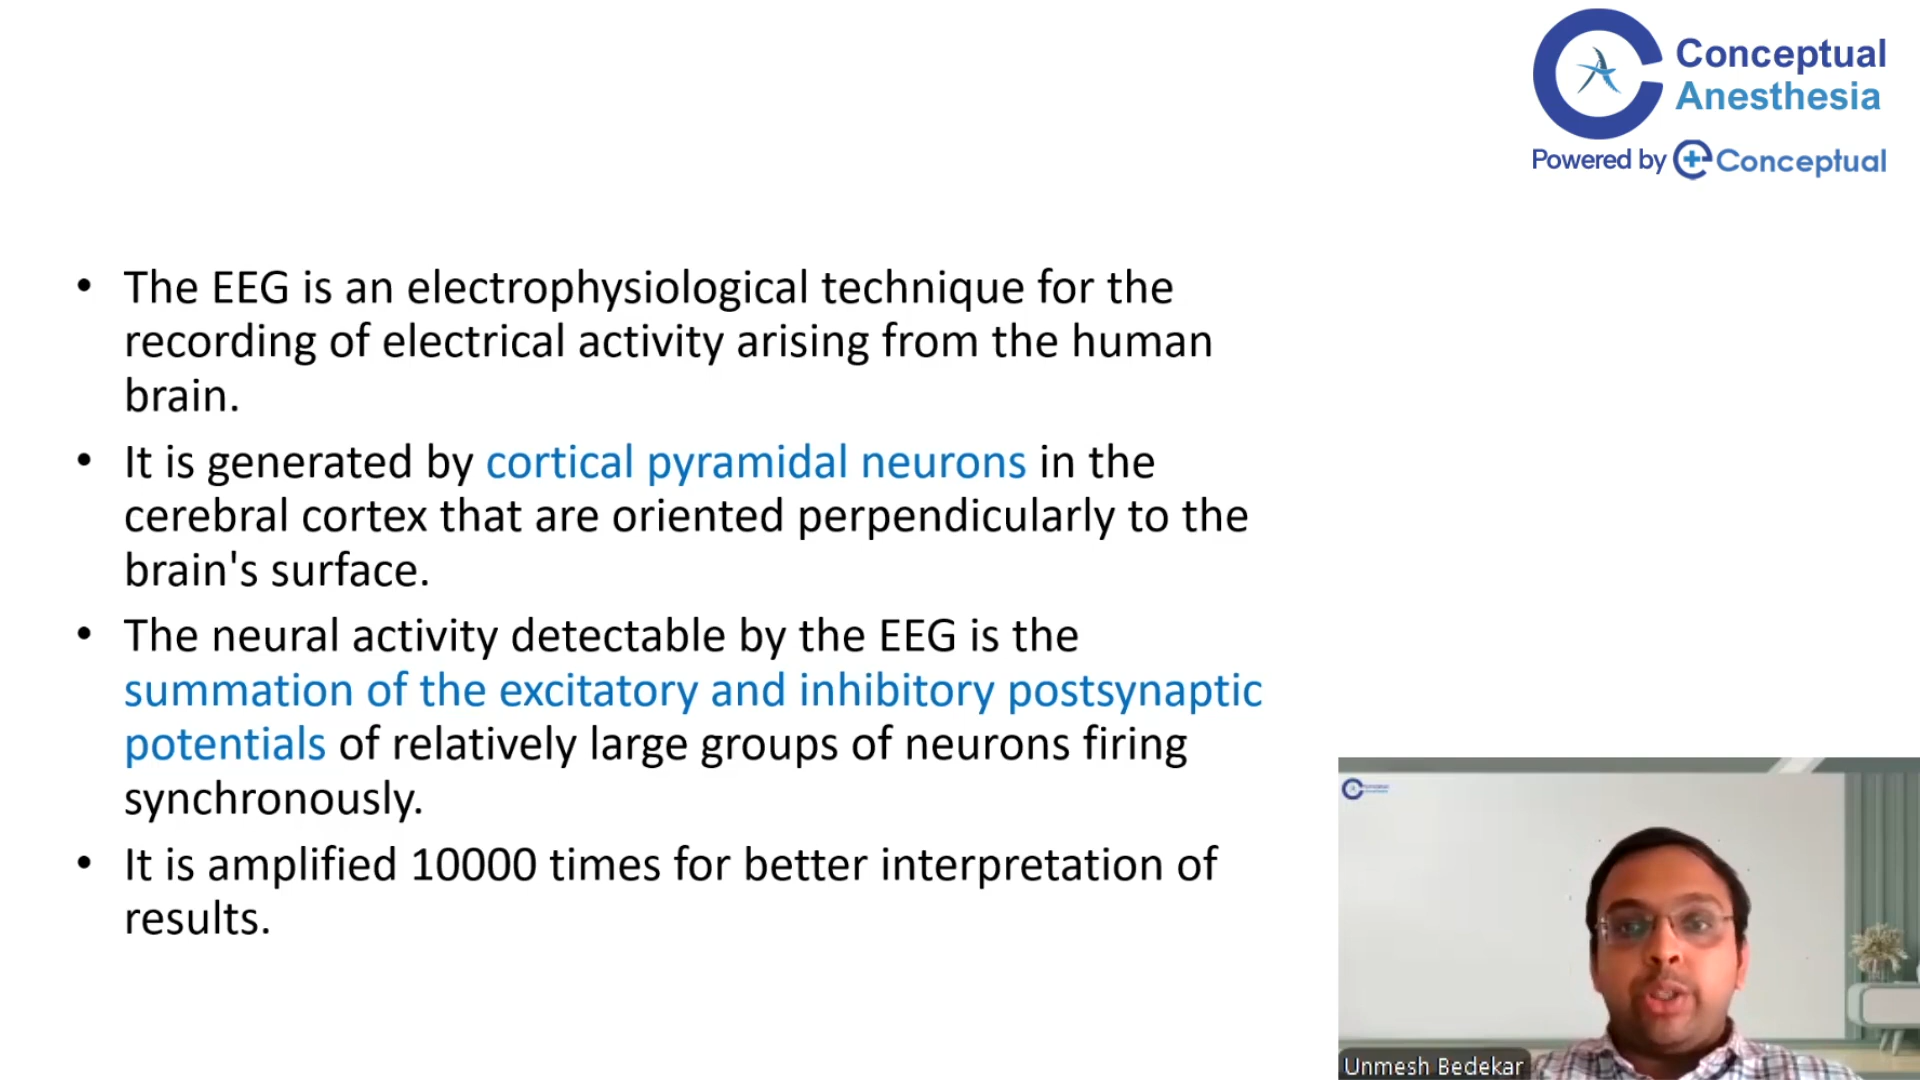 Conceptual
Anesthesia
Powered by Conceptual
• The EEG is an electrophysiological technique for the
recording of electrical activity arising from the human
brain.
• It is generated by cortical pyramidal neurons in the
cerebral cortex that are oriented perpendicularly to the
brain's surface.
• The neural activity detectable by the EEG is the
summation of the excitatory and inhibitory postsynaptic
potentials of relatively large groups of neurons firing
synchronously.
• It is amplified 10000 times for better interpretation of
results.
Unmesh Bedekar